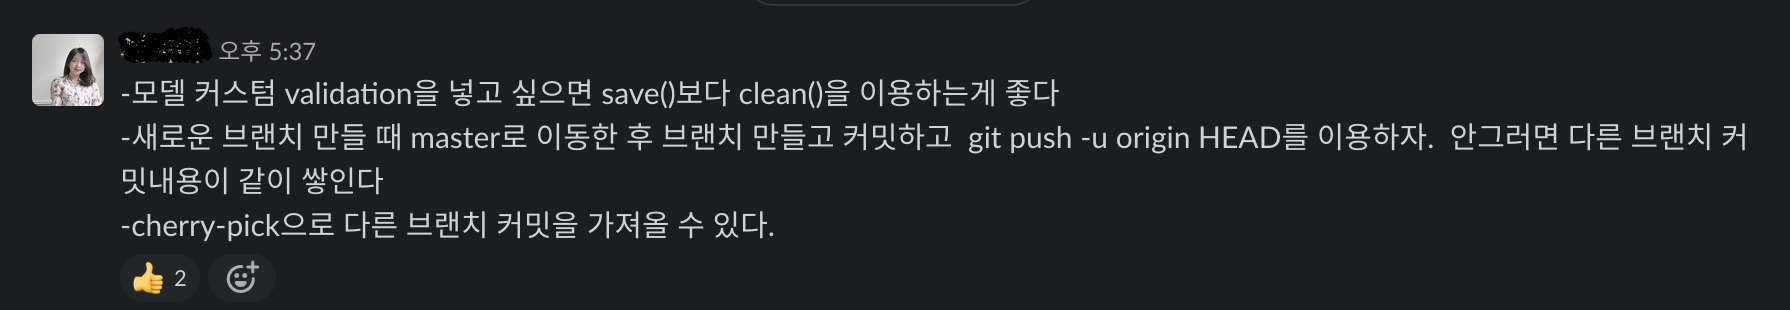 오후 5:37
-모델 커스텀 validation을 넣고 싶으면 save()보다 clean()을 이용하는게 좋다
-새로운 브랜치 만들 때 master로 이동한 후 브랜치 만들고 커밋하고  git push -u origin HEAD를 이용하자.  안그러면 다른 브랜치 커
밋내용이 같이 쌓인다
-cherry-pick으로 다른 브랜치 커밋을 가져올 수 있다.
👍 2